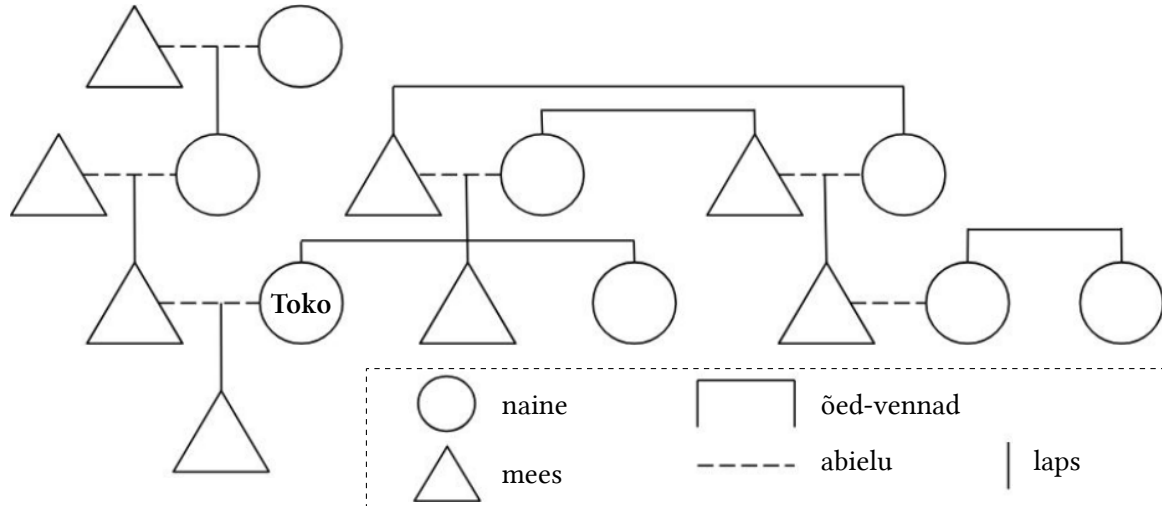 Toko
naine
õed-vennad
mees
abielu
laps